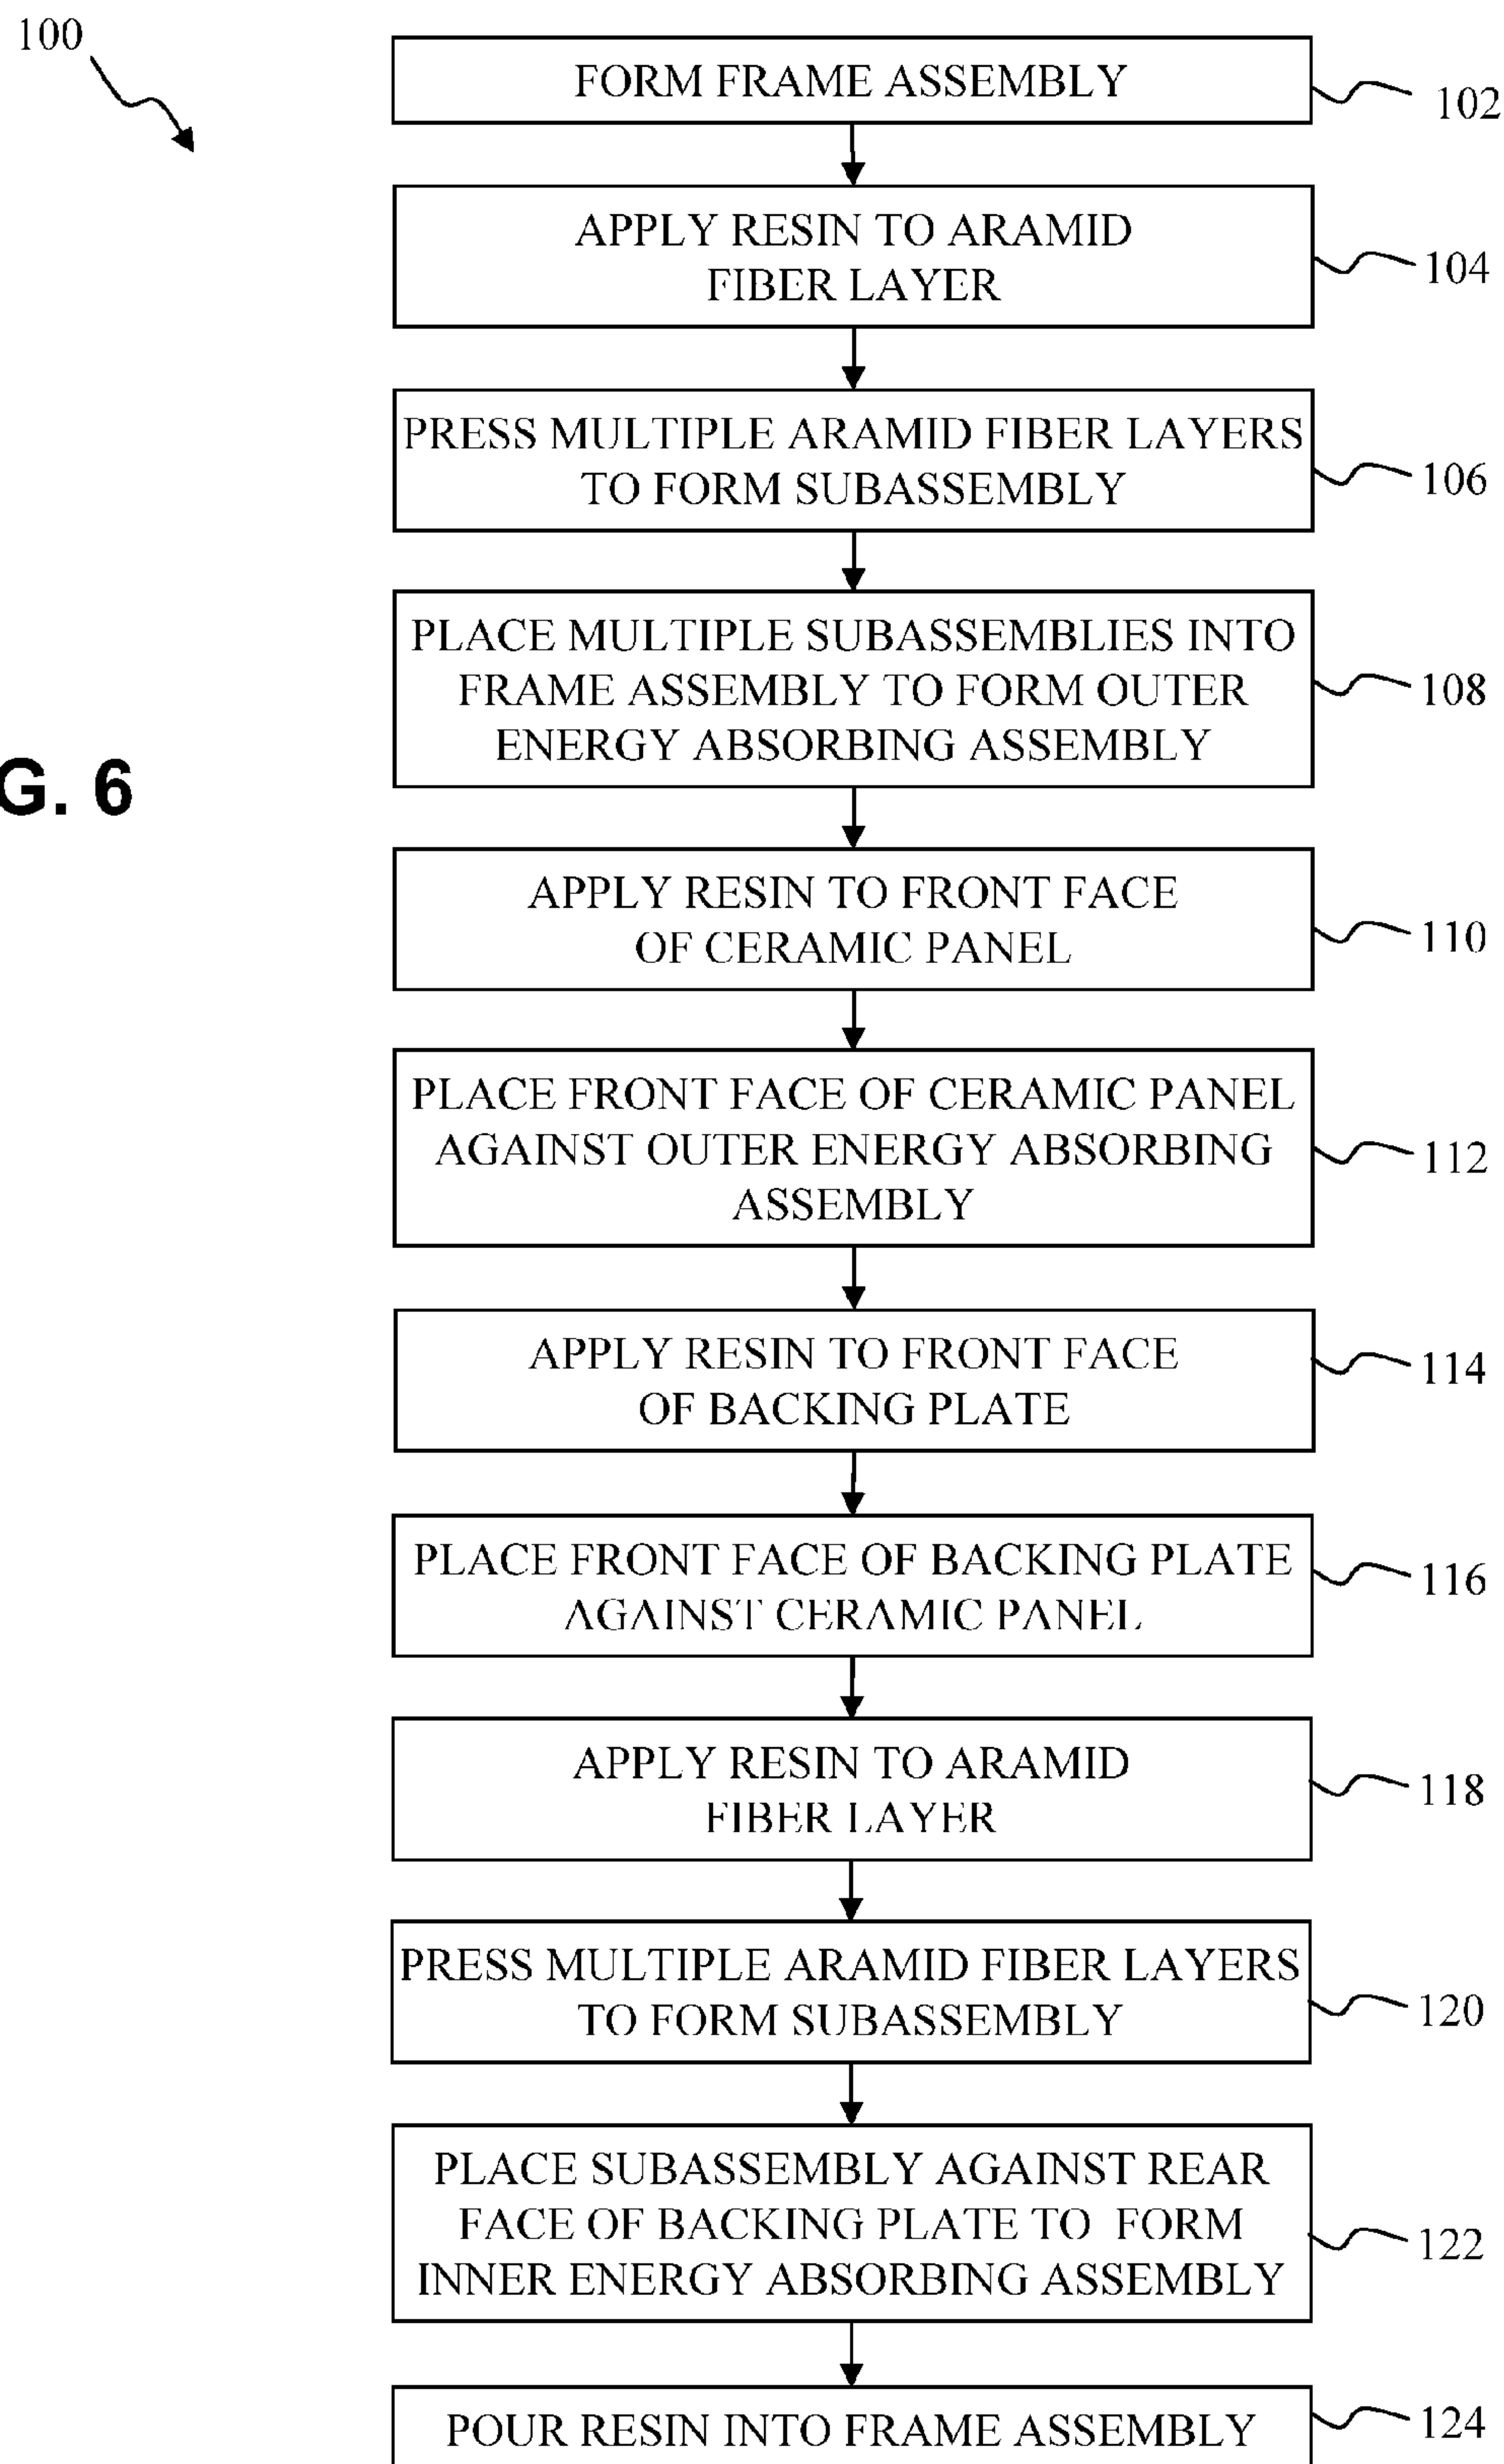 100
FORM FRAME ASSEMBLY
102
APPLY RESIN TO ARAMID
FIBER LAYER
104
PRESS MULTIPLE ARAMID FIBER LAYERS
TO FORM SUBASSEMBLY
106
PLACE MULTIPLE SUBASSEMBLIES INTO
FRAME ASSEMBLY TO FORM OUTER
ENERGY ABSORBING ASSEMBLY
108
G. 6
APPLY RESIN TO FRONT FACE
OF CERAMIC PANEL
110
PLACE FRONT FACE OF CERAMIC PANEL
AGAINST OUTER ENERGY ABSORBING
ASSEMBLY
112
APPLY RESIN TO FRONT FACE
OF BACKING PLATE
114
PLACE FRONT FACE OF BACKING PLATE
AGAINST CERAMIC PANEL
116
APPLY RESIN TO ARAMID
FIBER LAYER
118
PRESS MULTIPLE ARAMID FIBER LAYERS
TO FORM SUBASSEMBLY
120
PLACE SUBASSEMBLY AGAINST REAR
FACE OF BACKING PLATE TO FORM
INNER ENERGY ABSORBING ASSEMBLY
122
POUR RESIN INTO FRAME ASSEMBLY
124